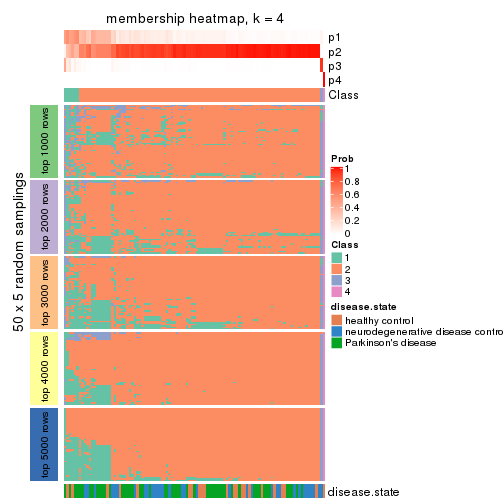 membership heatmap, k = 4
p1
p2
p3
p4
Class
50 x 5 random samplings
top 1000 rows
top 2000 rows
top 3000 rows
top 4000 rows
top 5000 rows
disease.state
Prob
1
0.8
0.6
0.4
0.2
0
Class
1
2
3
4
disease.state
healthy control
neurodegenerative disease contro
Parkinson's disease